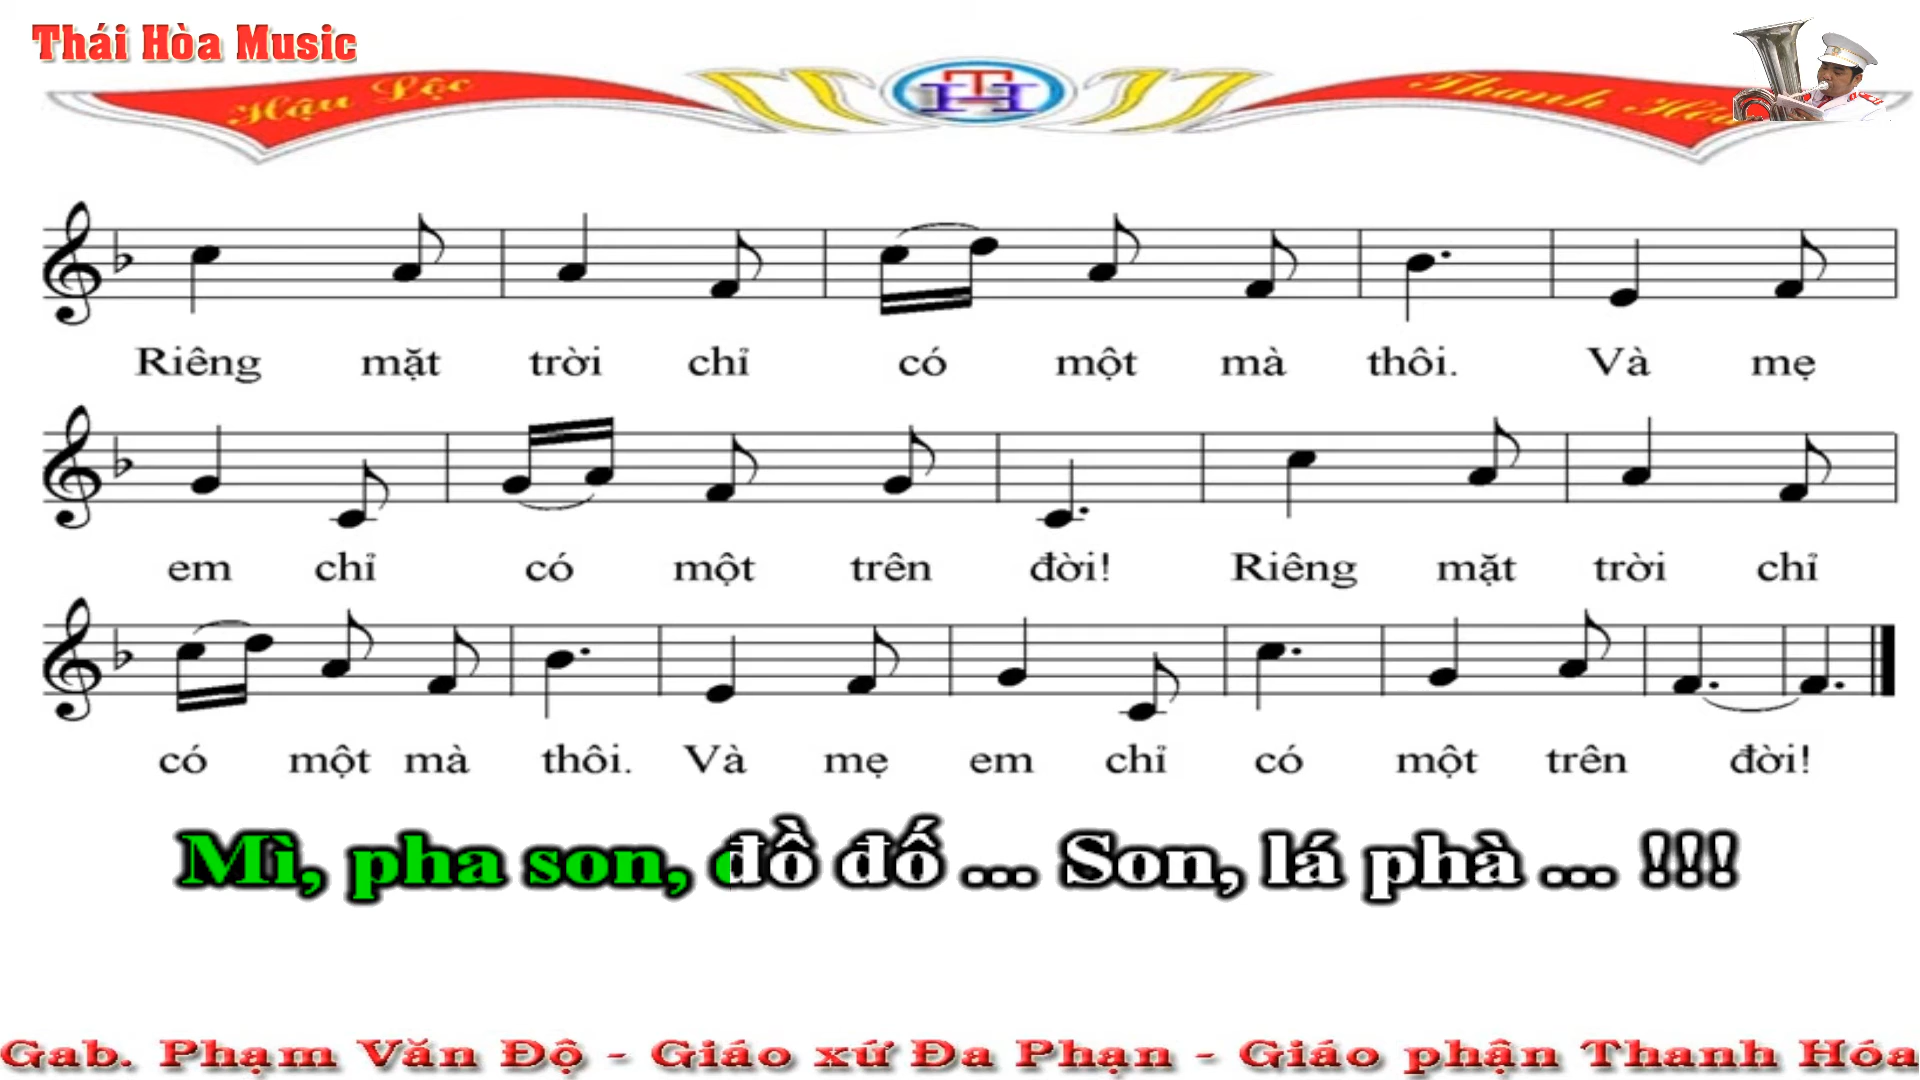 Thái Hòa Music
Hậu Lộc
TH
Thanh Hóa
Riêng mặt trời chỉ có một mà thôi. Và mẹ
em chỉ có một trên đời! Riêng mặt trời chỉ
có một mà thôi. Và mẹ em chỉ có một trên đời!
Mì, pha son, đồ đố ... Son, lá phà ... !!!
Gab. Phạm Văn Độ - Giáo xứ Đa Phạn - Giáo phận Thanh Hóa